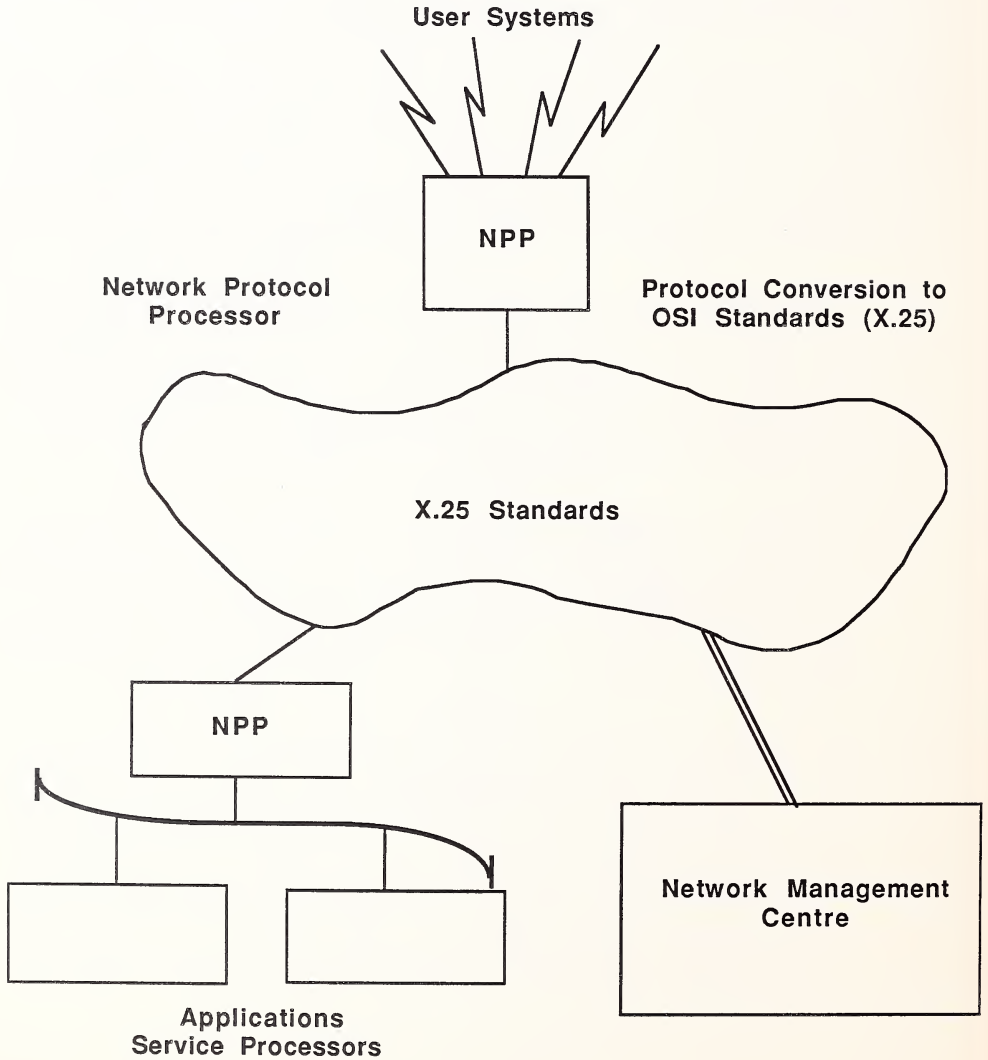 User Systems
NPP
Network Protocol
Processor
Protocol Conversion to
OSI Standards (X.25)
X.25 Standards
NPP
Network Management
Centre
Applications
Service Processors